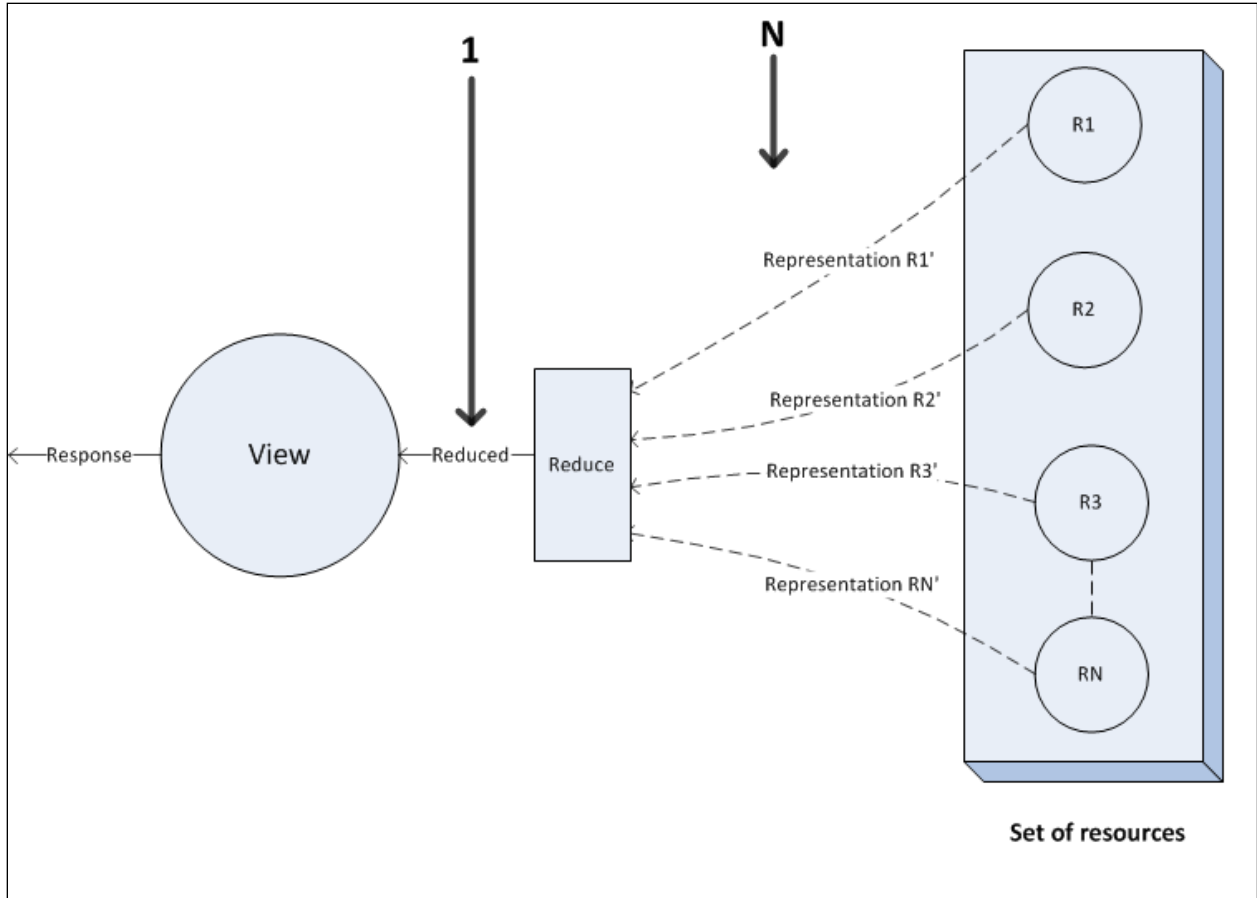 1
N
R1
Representation R1'
R2
Representation R2'
Response
View
Reduced
Reduce
Representation R3'
R3
Representation RN'
RN
Set of resources